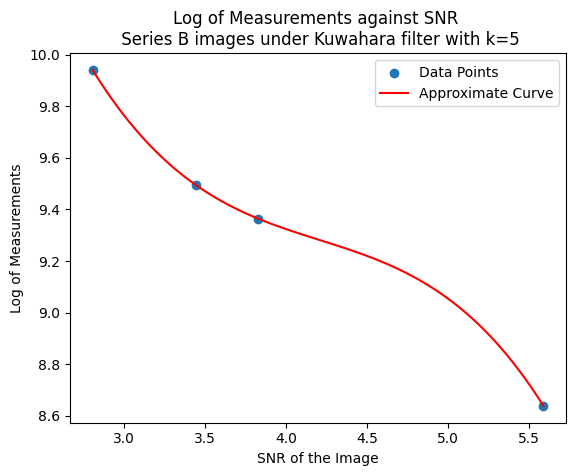 Log of Measurements against SNR
Series B images under Kuwahara filter with k=5
Data Points
Approximate Curve
Log of Measurements
10.0
9.8
9.6
9.4
9.2
9.0
8.8
8.6
3.0 3.5 4.0 4.5 5.0 5.5
SNR of the Image